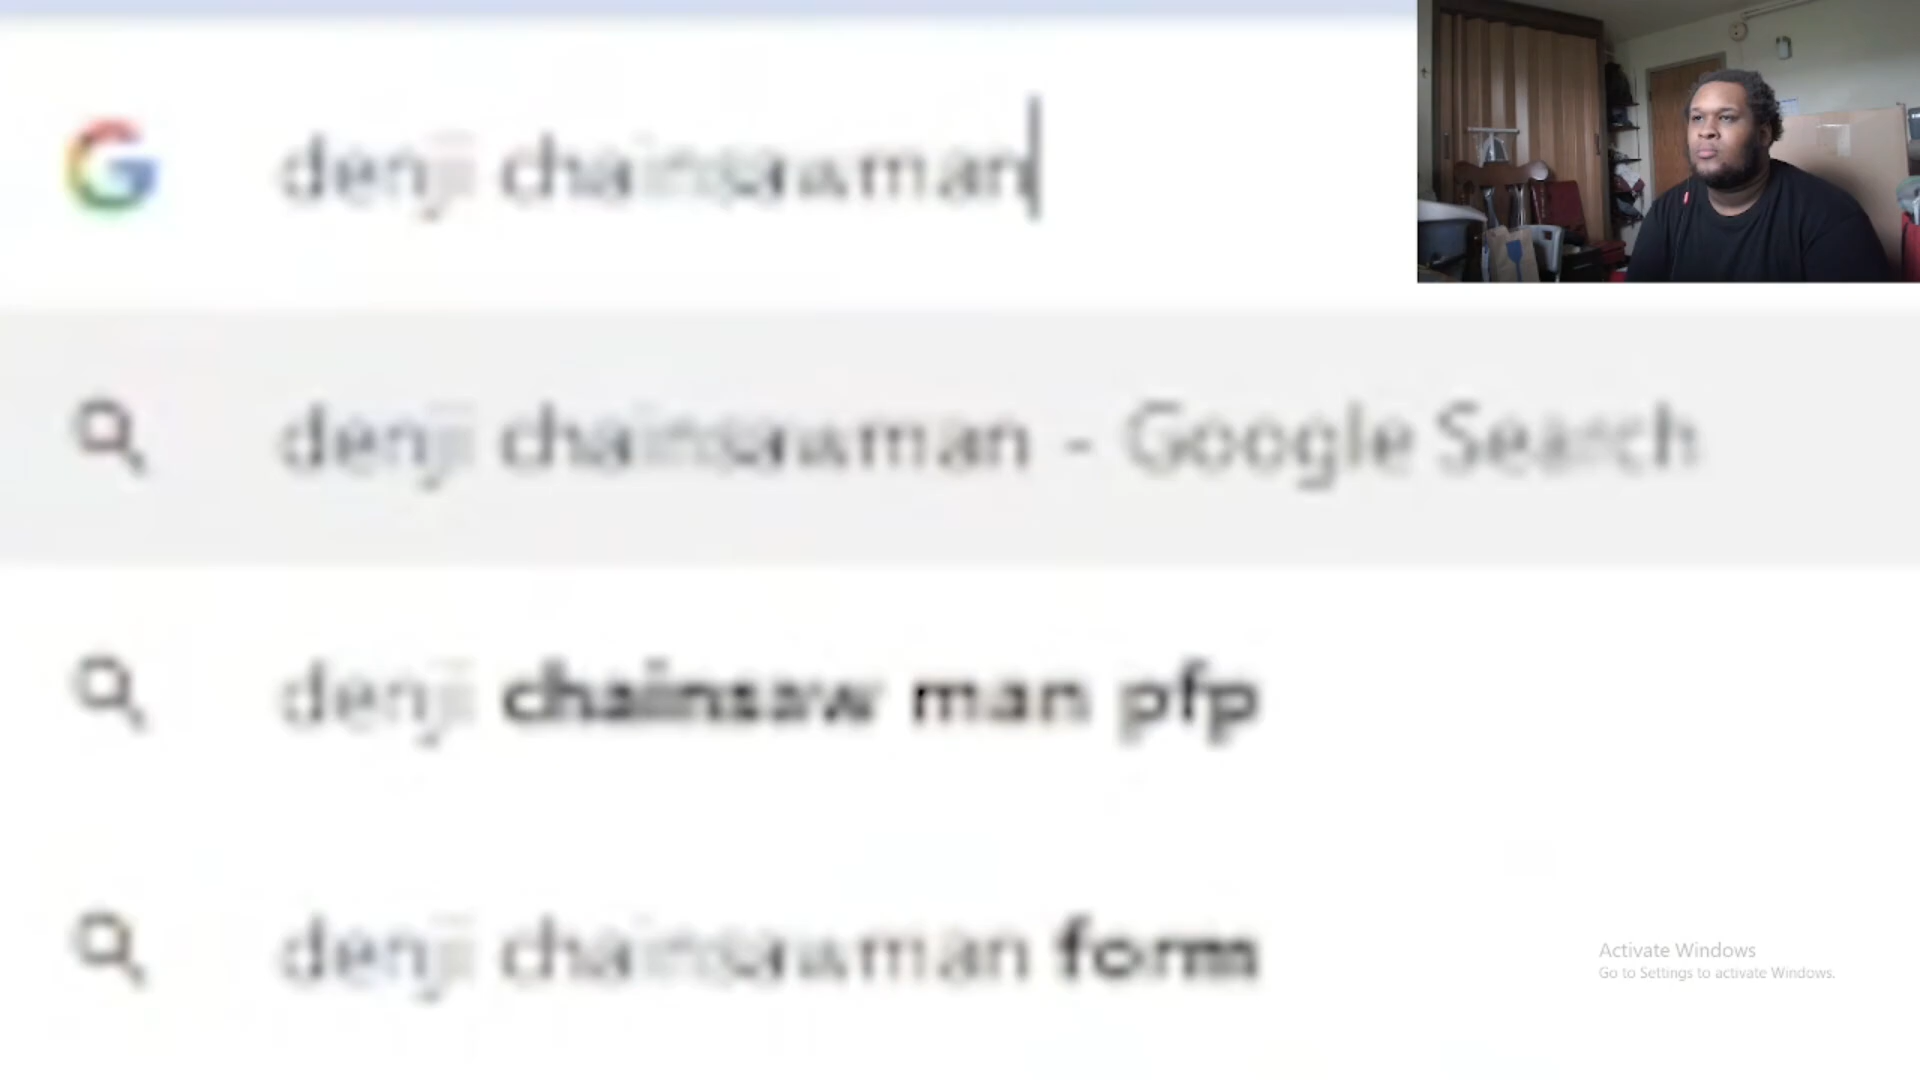 denji chainsawman
denji chainsawman - Google Search
denji chainsaw man pfp
denji chainsawman form
Activate Windows
Go to Settings to activate Windows.